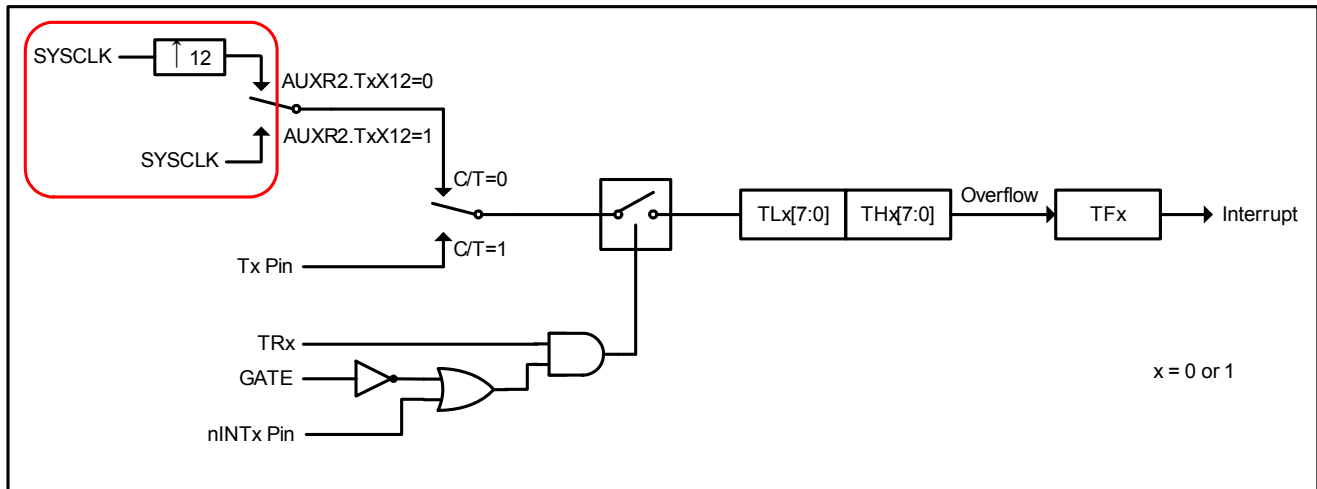 SYSCLK
↑ 12
AUXR2.TxX12=0
AUXR2.TxX12=1
SYSCLK
C/T=0
C/T=1
Tx Pin
TLx[7:0]
THx[7:0]
Overflow
TFx
Interrupt
TRx
GATE
nINTx Pin
x = 0 or 1